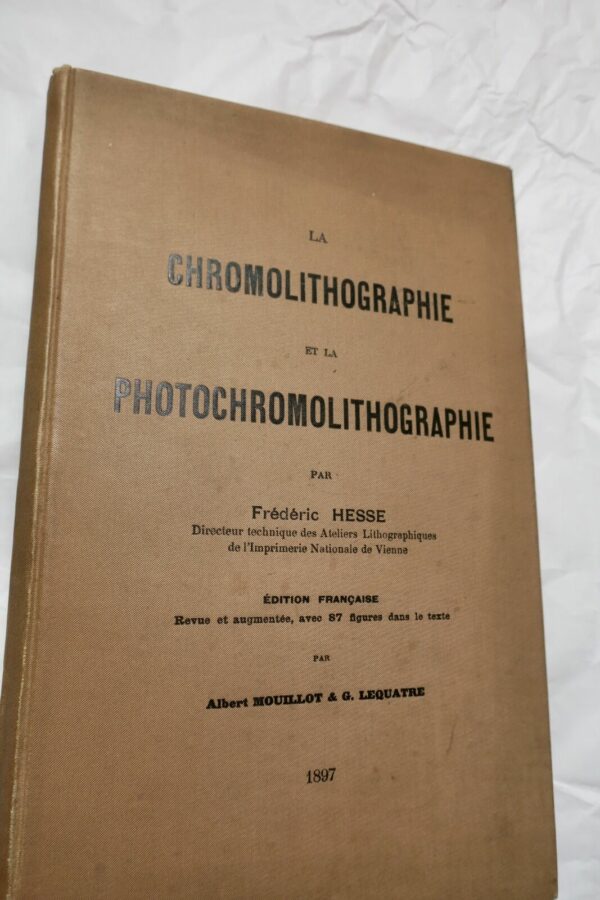 LA
CHROMOLITHOGRAPHIE
ET LA
PHOTOCHROMOLITHOGRAPHIE
PAR
Frédéric HESSE
Directeur technique des Ateliers Lithographiques
de l'Imprimerie Nationale de Vienne
ÉDITION FRANÇAISE
Revue et augmentée, avec 87 figures dans le texte
PAR
Albert MOUILLOT & G. LEQUATRE
1897